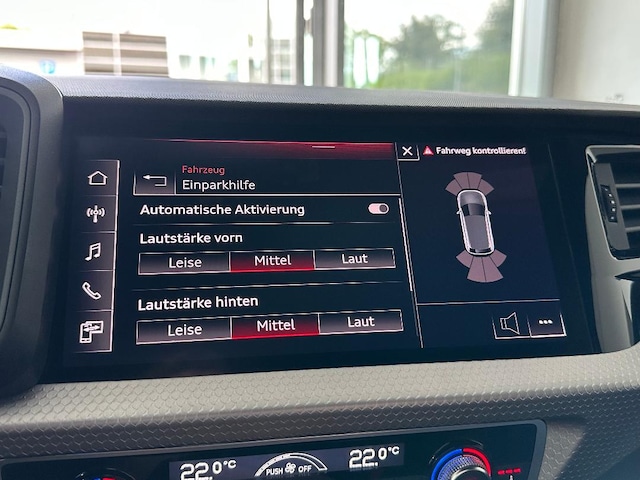 Fahrzeug
Einparkhilfe
Fahrweg kontrollieren!
Automatische Aktivierung
Lautstärke vorn
Leise Mittel Laut
Lautstärke hinten
Leise Mittel Laut
22.0°C PUSH OFF 22.0°C